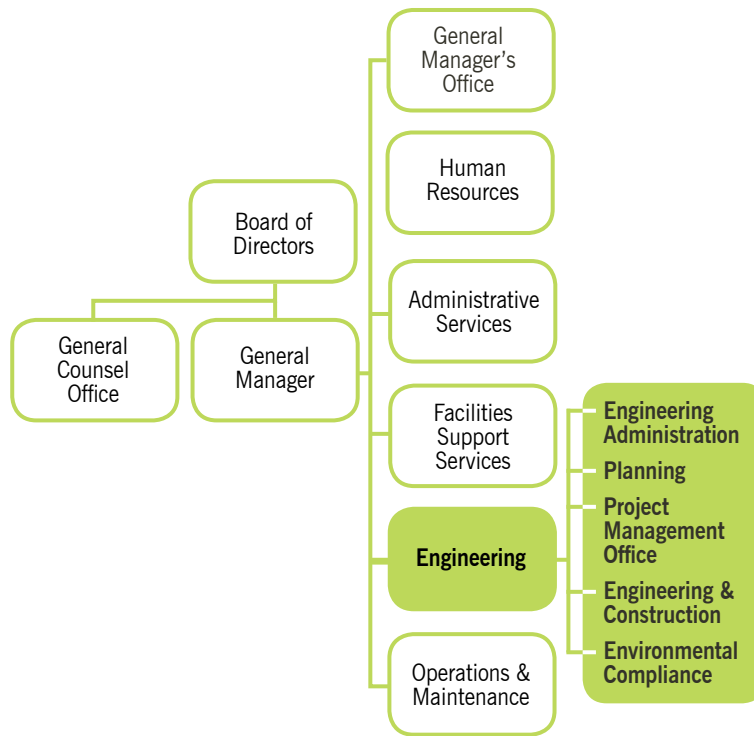 General
Manager’s
Office
Human
Resources
Board of
Directors
Administrative
Services
General
Counsel
Office
General
Manager
Facilities
Support
Services
Engineering
Administration
Planning
Project
Management
Office
Engineering &
Construction
Environmental
Compliance
Engineering
Operations &
Maintenance